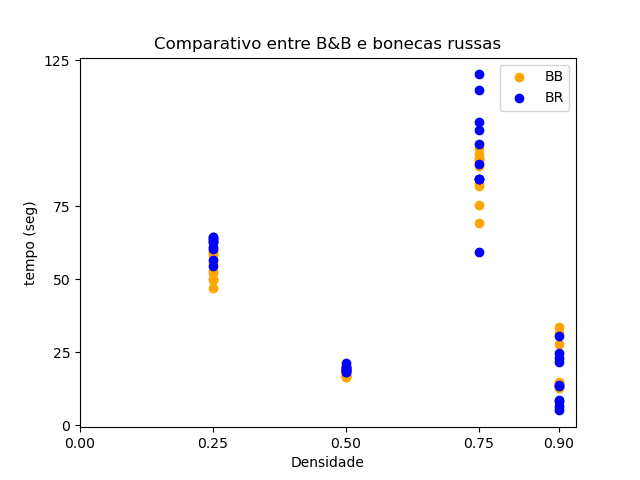 Comparativo entre B&B e bonecas russas
BB
BR
tempo (seg)
125
75
50
25
0
0.00
0.25
0.50
0.75
0.90
Densidade